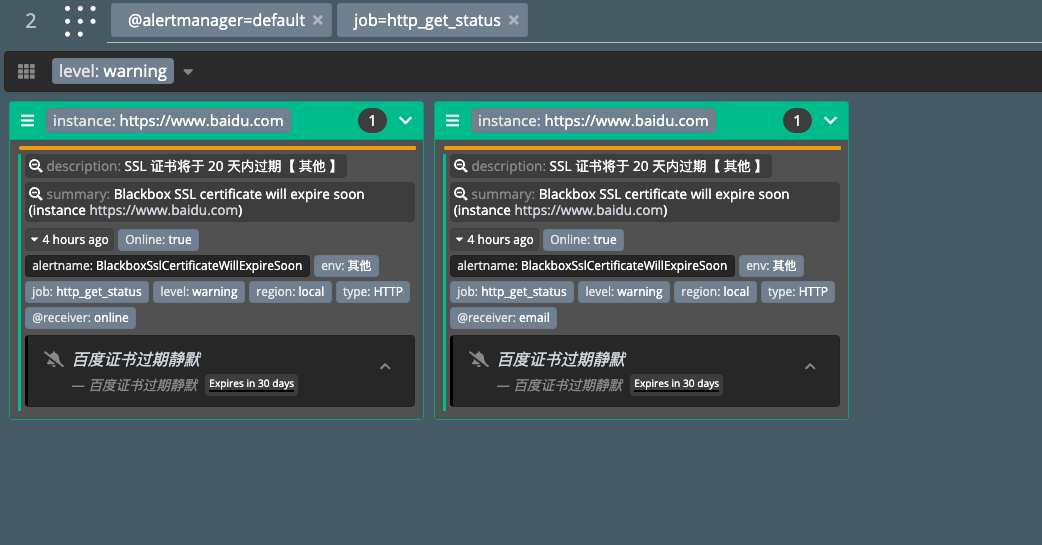 2 @alertmanager=default × job=http_get_status ×
level: warning
instance: https://www.baidu.com 1
description: SSL 证书将于 20 天内过期【 其他 】
summary: Blackbox SSL certificate will expire soon
(instance https://www.baidu.com)
4 hours ago Online: true
alertname: BlackboxSslCertificateWillExpireSoon env: 其他
job: http_get_status level: warning region: local type: HTTP
@receiver: online
百度证书过期静默
— 百度证书过期静默 Expires in 30 days
instance: https://www.baidu.com 1
description: SSL 证书将于 20 天内过期【 其他 】
summary: Blackbox SSL certificate will expire soon
(instance https://www.baidu.com)
4 hours ago Online: true
alertname: BlackboxSslCertificateWillExpireSoon env: 其他
job: http_get_status level: warning region: local type: HTTP
@receiver: email
百度证书过期静默
— 百度证书过期静默 Expires in 30 days